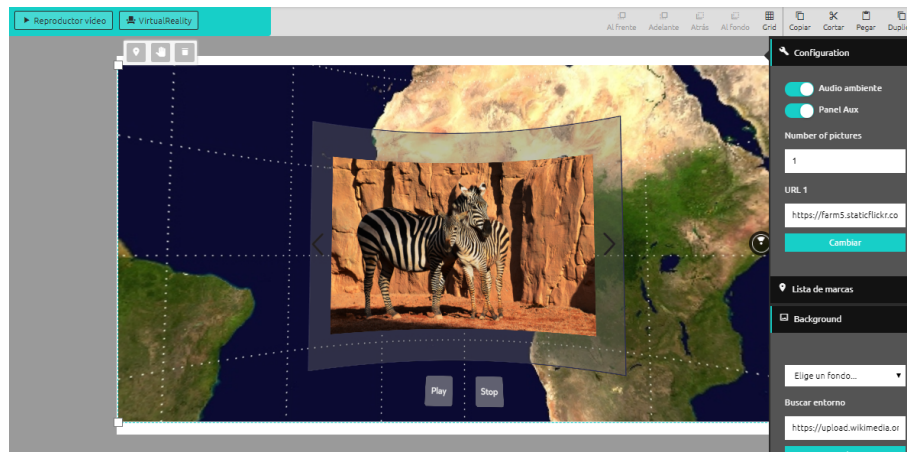 Reproductor video
VirtualReality
Al frente
Adelante
Atrás
Al fondo
Grid
Copiar
Cortar
Pegar
Configuration
Audio ambiente
Panel Aux
Number of pictures
1
URL 1
https://farm5.staticflickr.co
Cambiar
Lista de marcas
Background
Elige un fondo...
Buscar entorno
https://upload.wikimedia.or
Play
Stop